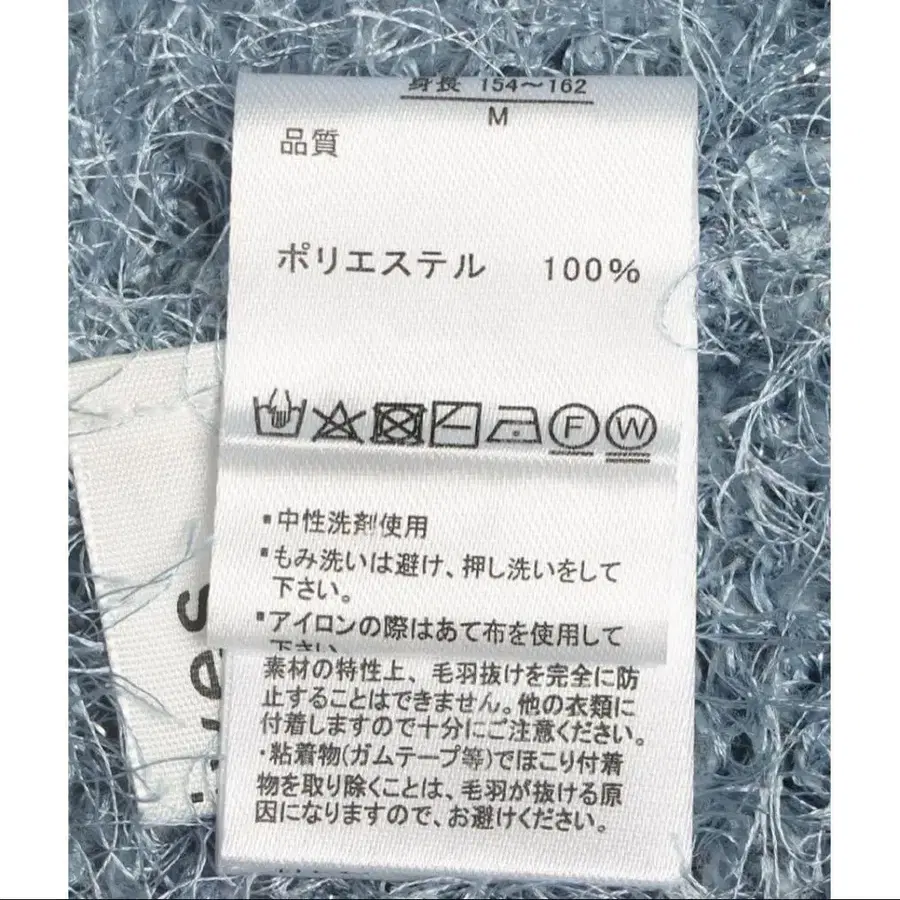 身長 154～162
M
品質
ポリエステル 100%
F W
▪中性洗剤使用
▪もみ洗いは避け、押し洗いをして
下さい。
▪アイロンの際はあて布を使用して
下さい。
素材の特性上、毛羽抜けを完全に防
止することはできません。他の衣類に
付着しますので十分にご注意ください。
・粘着物(ガムテープ等)でほこり付着
物を取り除くことは、毛羽が抜ける原
因になりますので、お避けください。